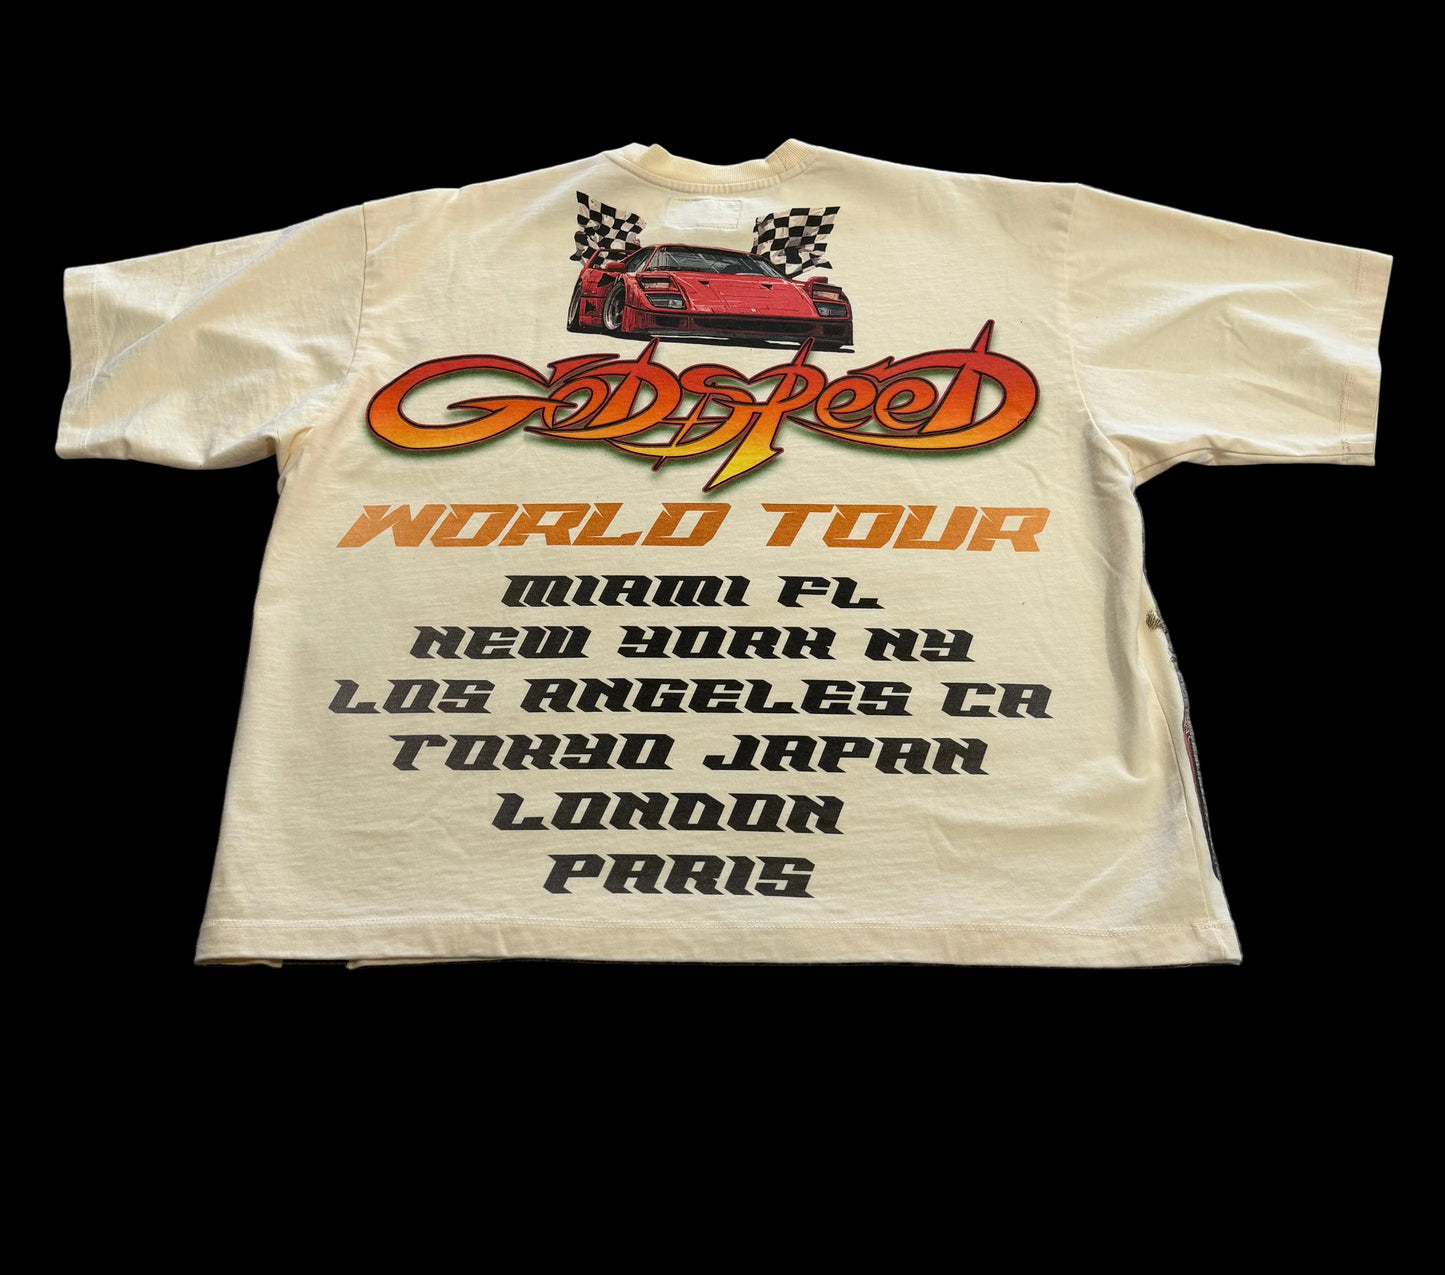 GODSPEED
WORLD TOUR
MIAMI FL
NEW YORK NY
LOS ANGELES CA
TOKYO JAPAN
LONDON
PARIS